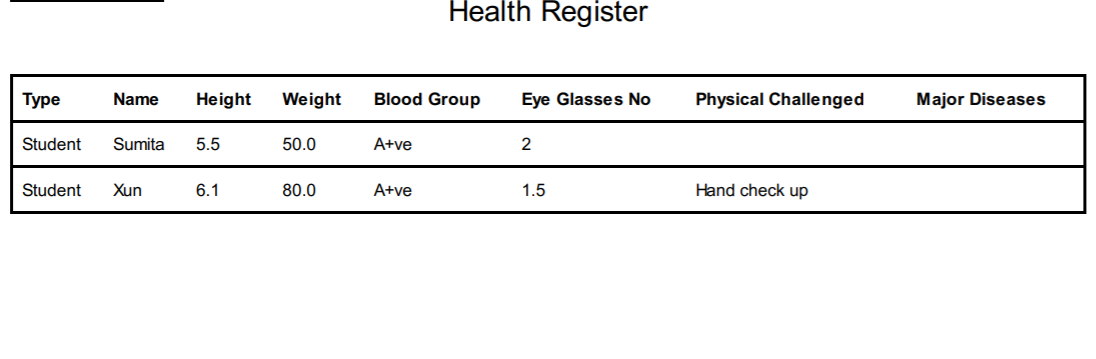 Health Register
Type Name Height Weight Blood Group Eye Glasses No Physical Challenged Major Diseases
Student Sumita 5.5 50.0 A+ve 2
Student Xun 6.1 80.0 A+ve 1.5 Hand check up